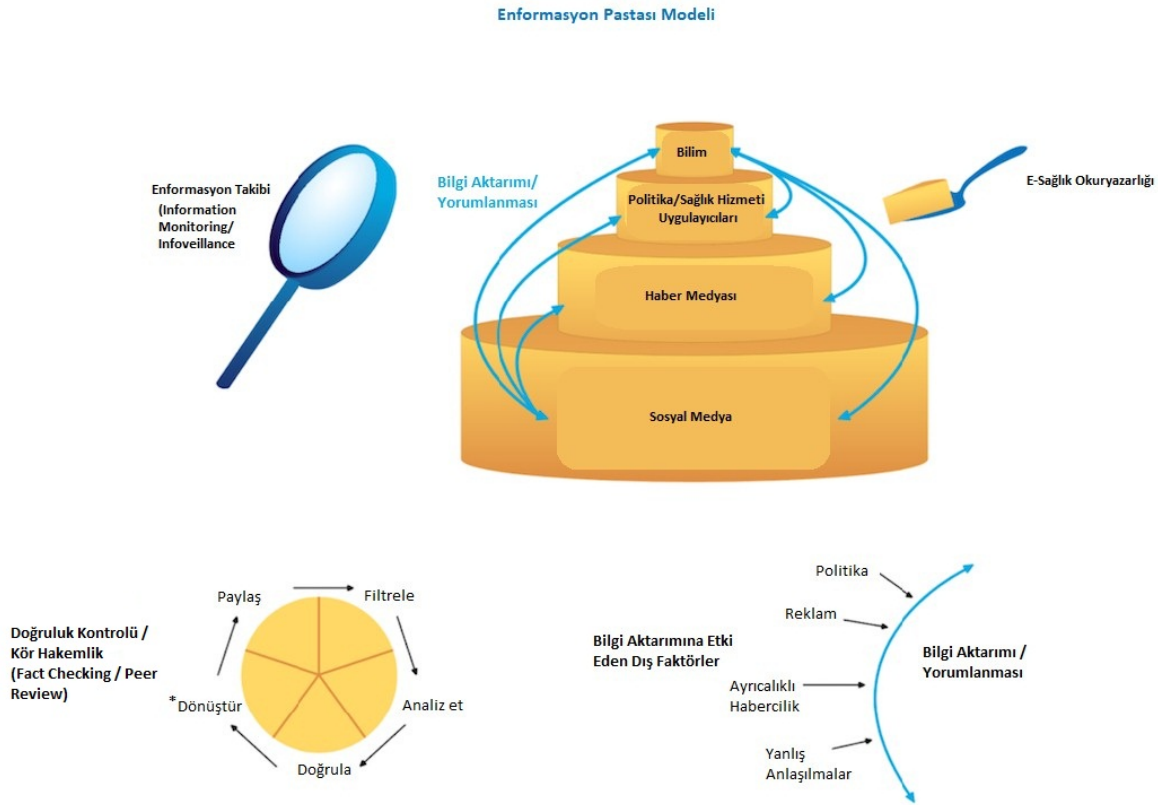 Enformasyon Pastası Modeli
Enformasyon Takibi
(Information
Monitoring/
Infoveillance
Bilgi Aktarımı/
Yorumlanması
Bilim
Politika/Sağlık Hizmeti
Uygulayıcıları
Haber Medyası
Sosyal Medya
E-Sağlık Okuryazarlığı
Doğruluk Kontrolü /
Kör Hakemlik
(Fact Checking / Peer
Review)
Paylaş
Filtrele
Analiz et
Doğrula
*Dönüştür
Bilgi Aktarımına Etki
Eden Dış Faktörler
Politika
Reklam
Ayrıcalıklı
Habercilik
Yanlış
Anlaşılmalar
Bilgi Aktarımı /
Yorumlanması